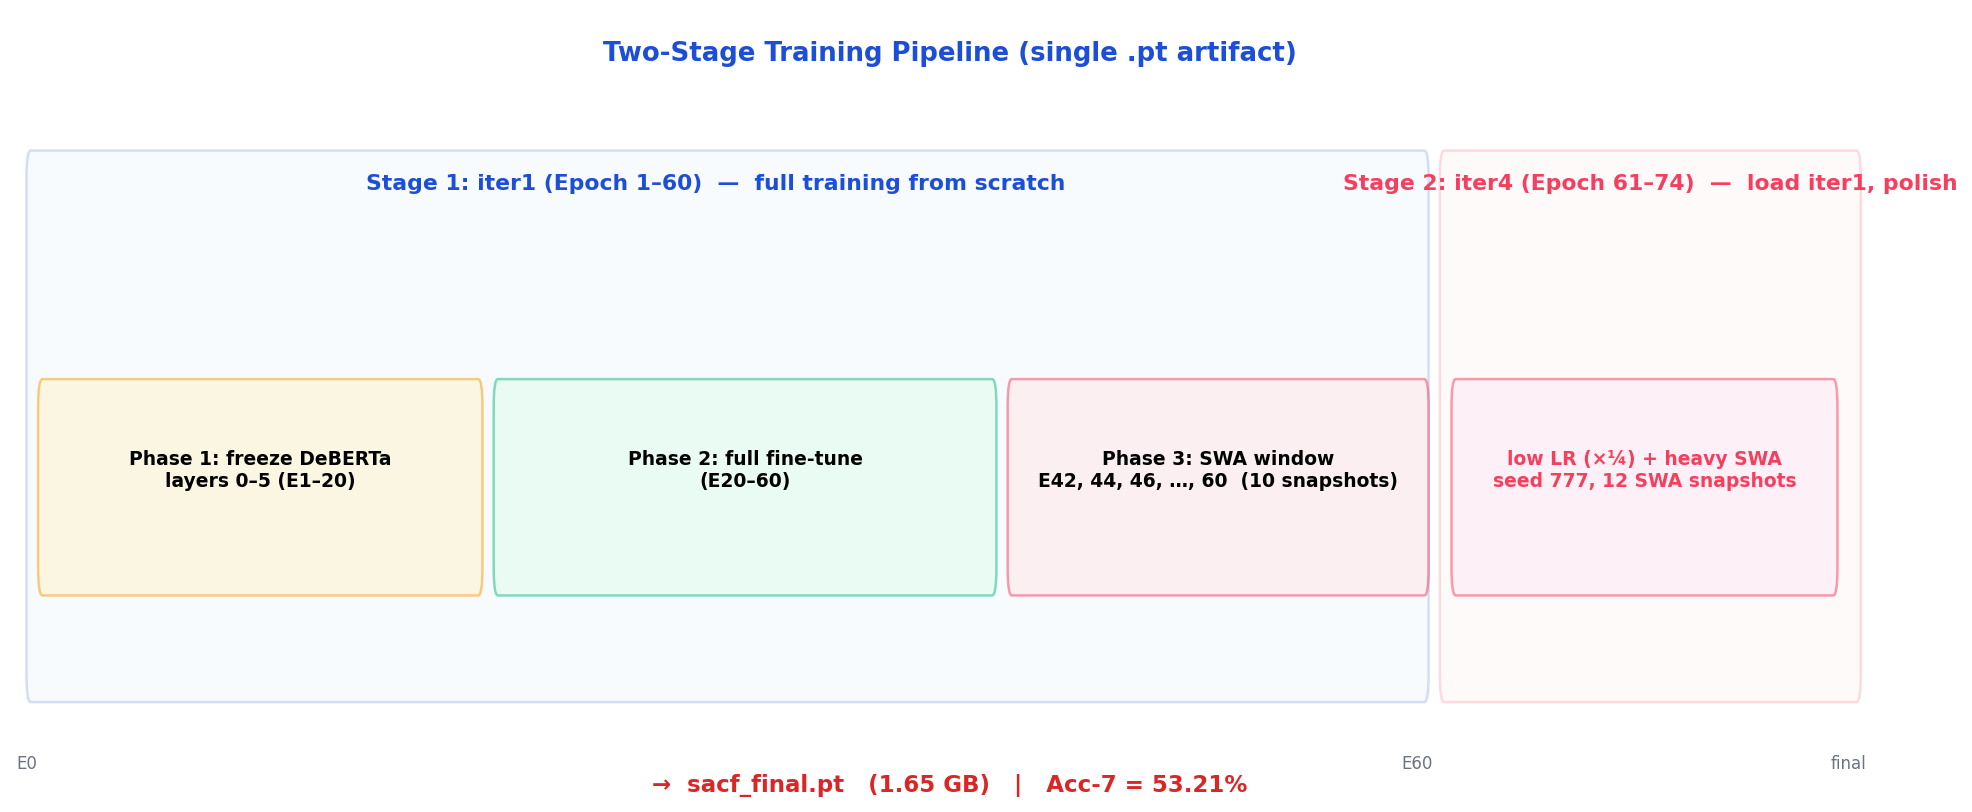 Two-Stage Training Pipeline (single .pt artifact)
Stage 1: iter1 (Epoch 1–60)  —  full training from scratch
Stage 2: iter4 (Epoch 61–74)  —  load iter1, polish
Phase 1: freeze DeBERTa
layers 0–5 (E1–20)
Phase 2: full fine-tune
(E20–60)
Phase 3: SWA window
E42, 44, 46, ..., 60  (10 snapshots)
low LR (×¼) + heavy SWA
seed 777, 12 SWA snapshots
E0
E60
final
→  sacf_final.pt   (1.65 GB)   |   Acc-7 = 53.21%